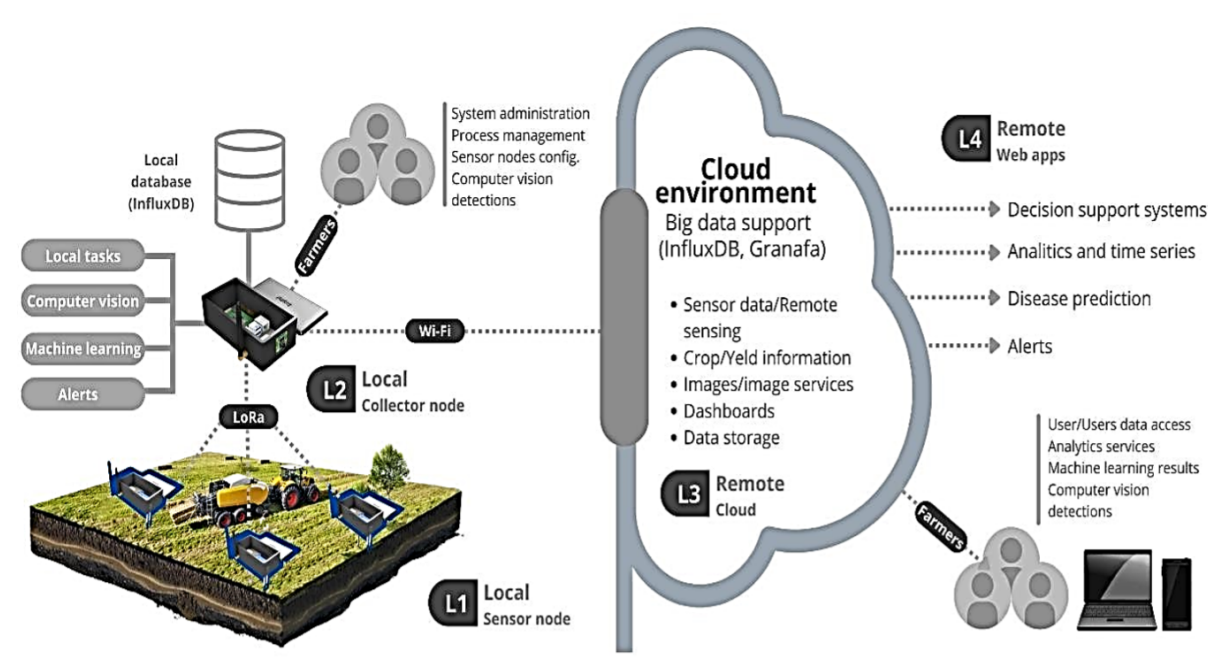 System administration
Process management
Sensor nodes config.
Computer vision
detections
Local
database
(InfluxDB)
Farmers
Local tasks
Computer vision
Machine learning
Alerts
Wi-Fi
L2
Local
Collector node
LoRa
L1
Local
Sensor node
Cloud
environment
Big data support
(InfluxDB, Granafa)
• Sensor data/Remote
sensing
• Crop/Yeld information
• Images/image services
• Dashboards
• Data storage
L3
Remote
Cloud
L4
Remote
Web apps
Decision support systems
Analitics and time series
Disease prediction
Alerts
User/Users data access
Analytics services
Machine learning results
Computer vision
detections
Farmers